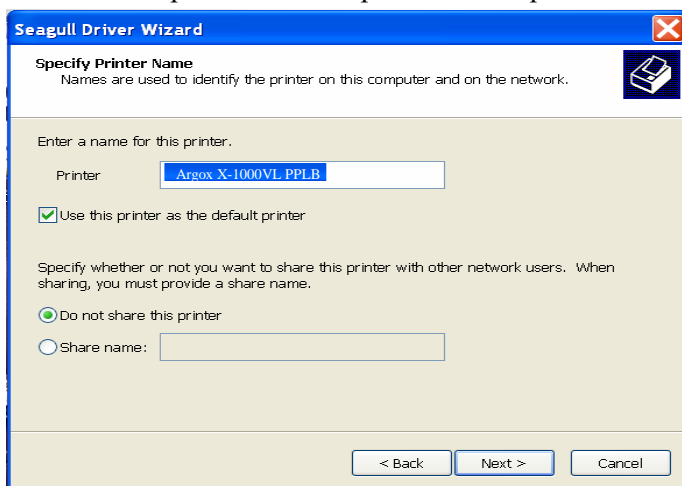 Seagull Driver Wizard
Specify Printer Name
Names are used to identify the printer on this computer and on the network.
Enter a name for this printer.
Printer
Argox X-1000VL PPLB
Use this printer as the default printer
Specify whether or not you want to share this printer with other network users. When
sharing, you must provide a share name.
Do not share this printer
Share name:
< Back
Next >
Cancel